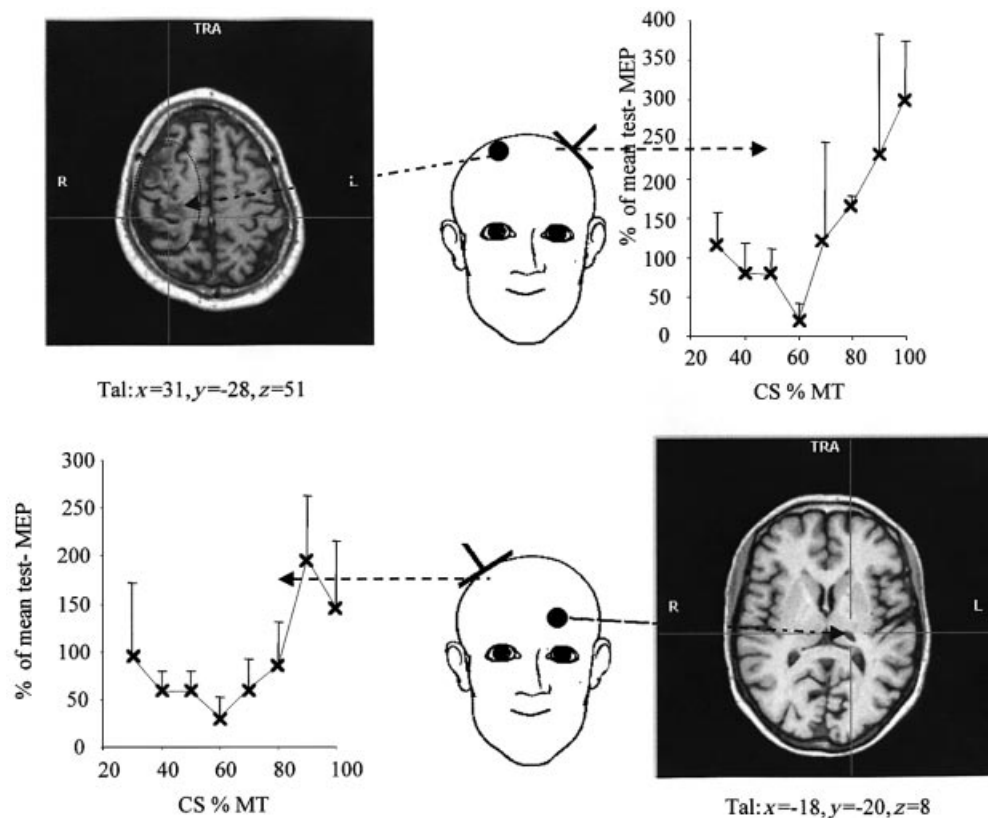 TRA
R
L
Tal: x=31, y=-28, z=51
% of mean test- MEP
400
350
300
250
200
150
100
50
0
20 40 60 80 100
CS % MT
% of mean test- MEP
300
250
200
150
100
50
0
20 40 60 80 100
CS % MT
TRA
R
L
Tal: x=-18, y=-20, z=8